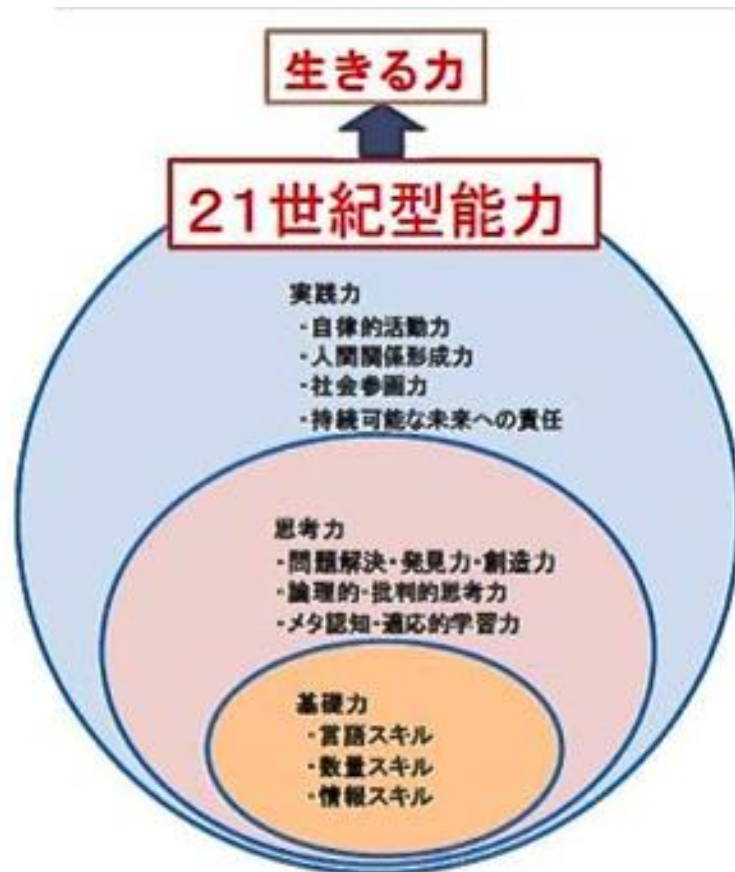 生きる力
21世紀型能力
実践力
・自律的活動力
・人間関係形成力
・社会参画力
・持続可能な未来への責任
思考力
・問題解決・発見力・創造力
・論理的・批判的思考力
・メタ認知・適応的学習力
基礎力
・言語スキル
・数量スキル
・情報スキル